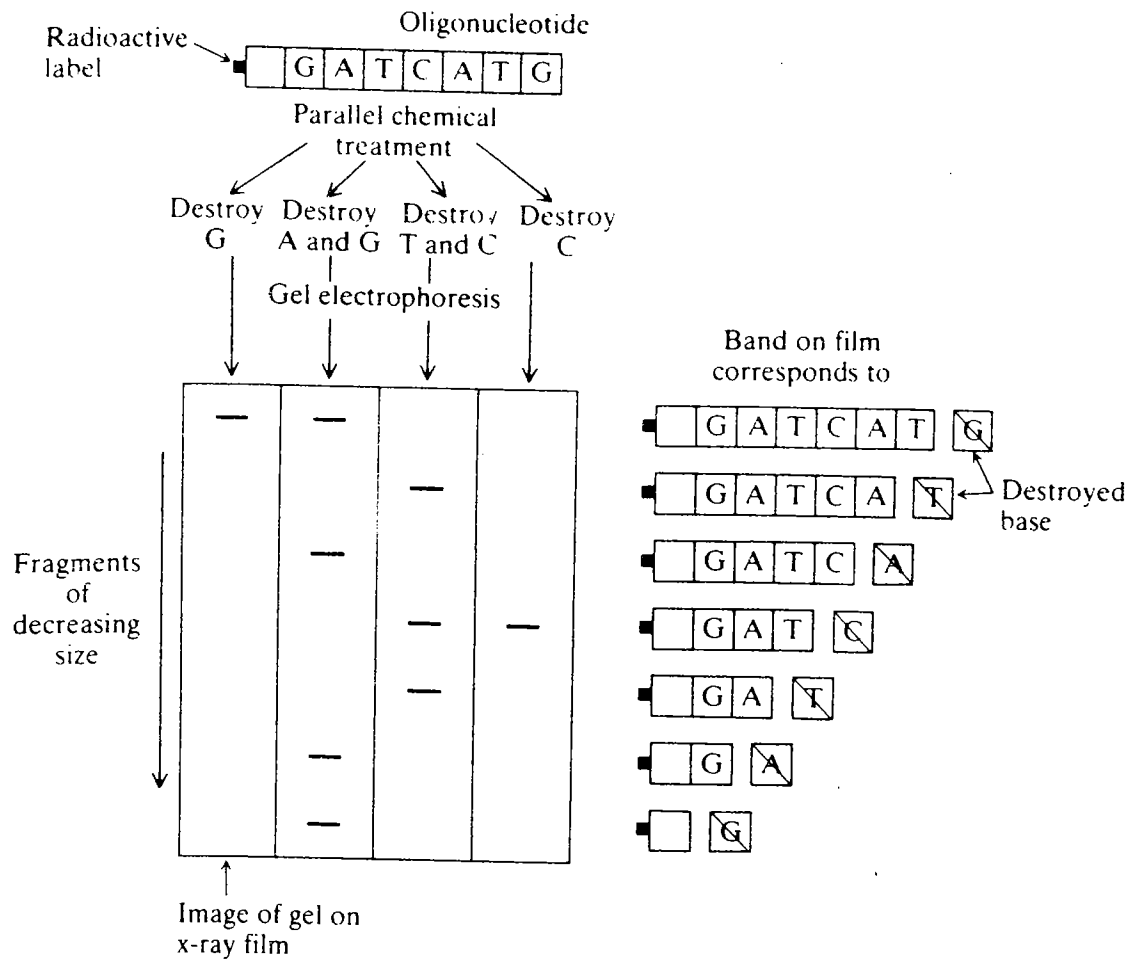 Oligonucleotide
Radioactive
label
G A T C A T G
Parallel chemical
treatment
Destroy
G
Destroy
A and G
Destroy
T and C
Destroy
C
Gel electrophoresis
Band on film
corresponds to
G A T C A T G
G A T C A T
Destroyed
base
G A T C A
G A T C
G A T
G A
G
Fragments
of
decreasing
size
Image of gel on
x-ray film